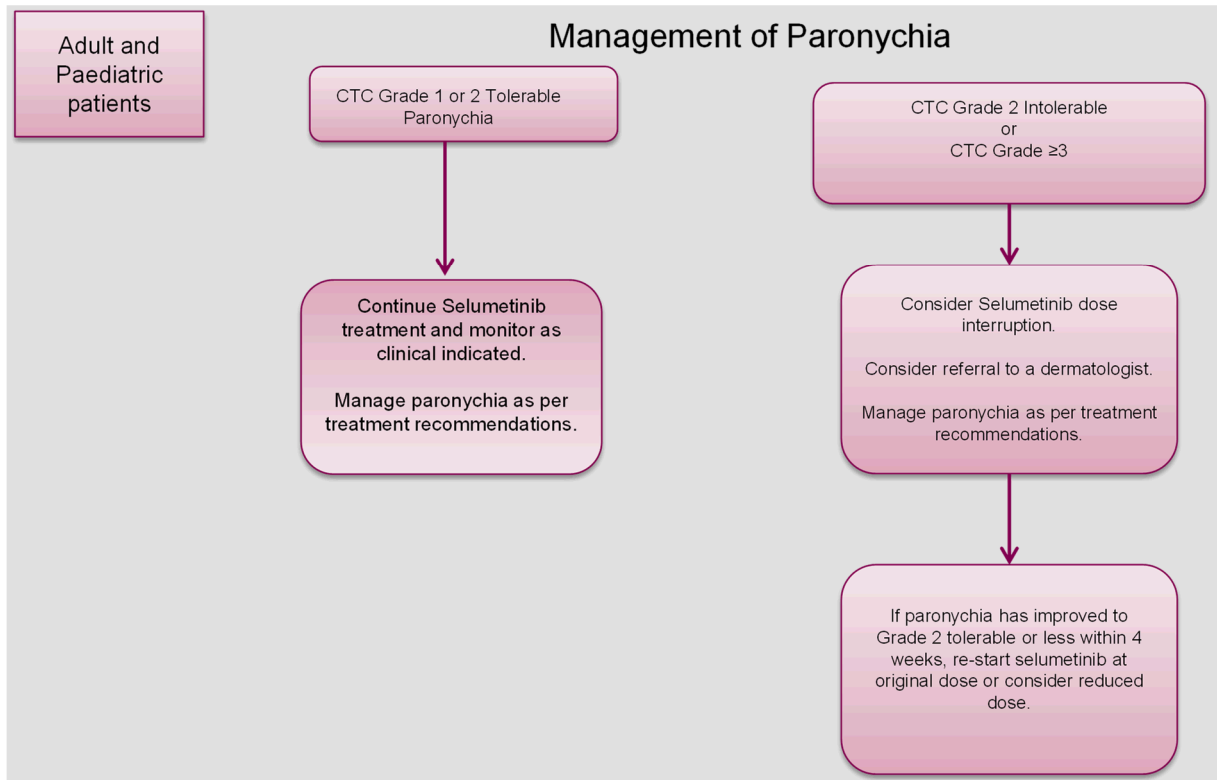 Adult and
Paediatric
patients
Management of Paronychia
CTC Grade 1 or 2 Tolerable
Paronychia
Continue Selumetinib
treatment and monitor as
clinical indicated.
Manage paronychia as per
treatment recommendations.
CTC Grade 2 Intolerable
or
CTC Grade ≥3
Consider Selumetinib dose
interruption.
Consider referral to a dermatologist.
Manage paronychia as per treatment
recommendations.
If paronychia has improved to
Grade 2 tolerable or less within 4
weeks, re-start selumetinib at
original dose or consider reduced
dose.